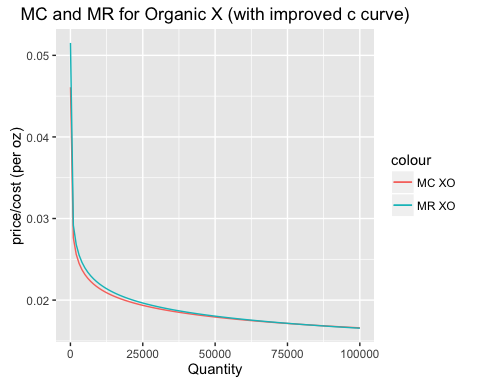 MC and MR for Organic X (with improved c curve)
price/cost (per oz)
0.05
0.04
0.03
0.02
0
25000
50000
75000
100000
Quantity
colour
MC XO
MR XO